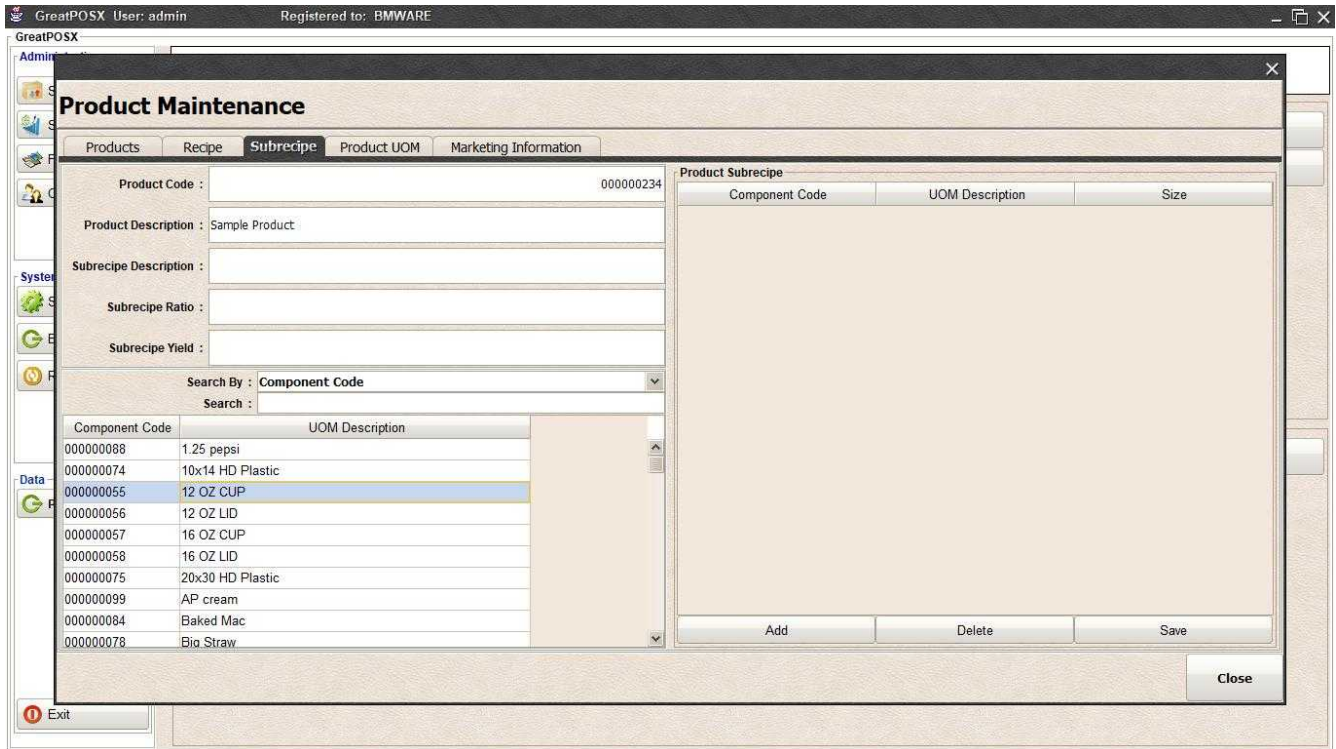 GreatPOSX User: admin Registered to: BMWARE
GreatPOSX
Product Maintenance
Products Recipe Subrecipe Product UOM Marketing Information
Product Code : 000000234
Product Description : Sample Product
Subrecipe Description :
Subrecipe Ratio :
Subrecipe Yield :
Search By : Component Code
Search :
Component Code UOM Description
000000088 1.25 pepsi
000000074 10x14 HD Plastic
000000055 12 OZ CUP
000000056 12 OZ LID
000000057 16 OZ CUP
000000058 16 OZ LID
000000075 20x30 HD Plastic
000000099 AP cream
000000084 Baked Mac
000000078 Big Straw
Product Subrecipe
Component Code UOM Description Size
Add Delete Save
Close
Data
Exit